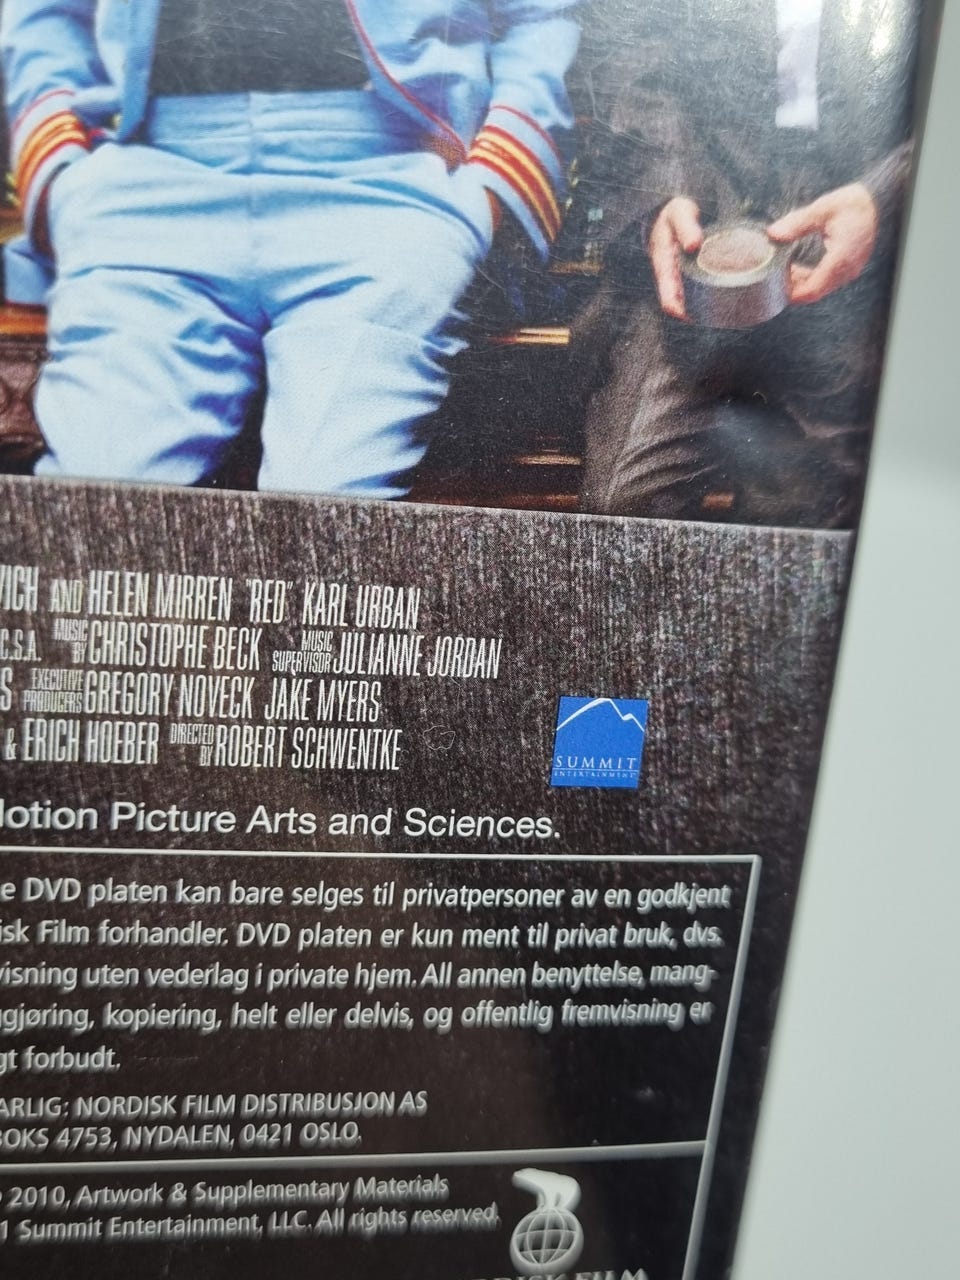 VICH AND HELEN MIRREN "RED" KARL URBAN
C.S.A. MUSIC BY CHRISTOPHE BECK MUSIC SUPERVISOR JULIANNE JORDAN
S EXECUTIVE PRODUCERS GREGORY NOVECK JAKE MYERS
& ERICH HOEBER DIRECTED BY ROBERT SCHWENTKE
SUMMIT
ENTERTAINMENT
otion Picture Arts and Sciences.
e DVD platen kan bare selges til privatpersoner av en godkjent
isk Film forhandler. DVD platen er kun ment til privat bruk, dvs.
visning uten vederlag i private hjem. All annen benyttelse, mang-
gjøring, kopiering, helt eller delvis, og offentlig fremvisning er
gt forbudt.
ARLIG: NORDISK FILM DISTRIBUSJON AS
BOKS 4753, NYDALEN, 0421 OSLO.
2010, Artwork & Supplementary Materials
1 Summit Entertainment, LLC. All rights reserved.
RDISK FILM